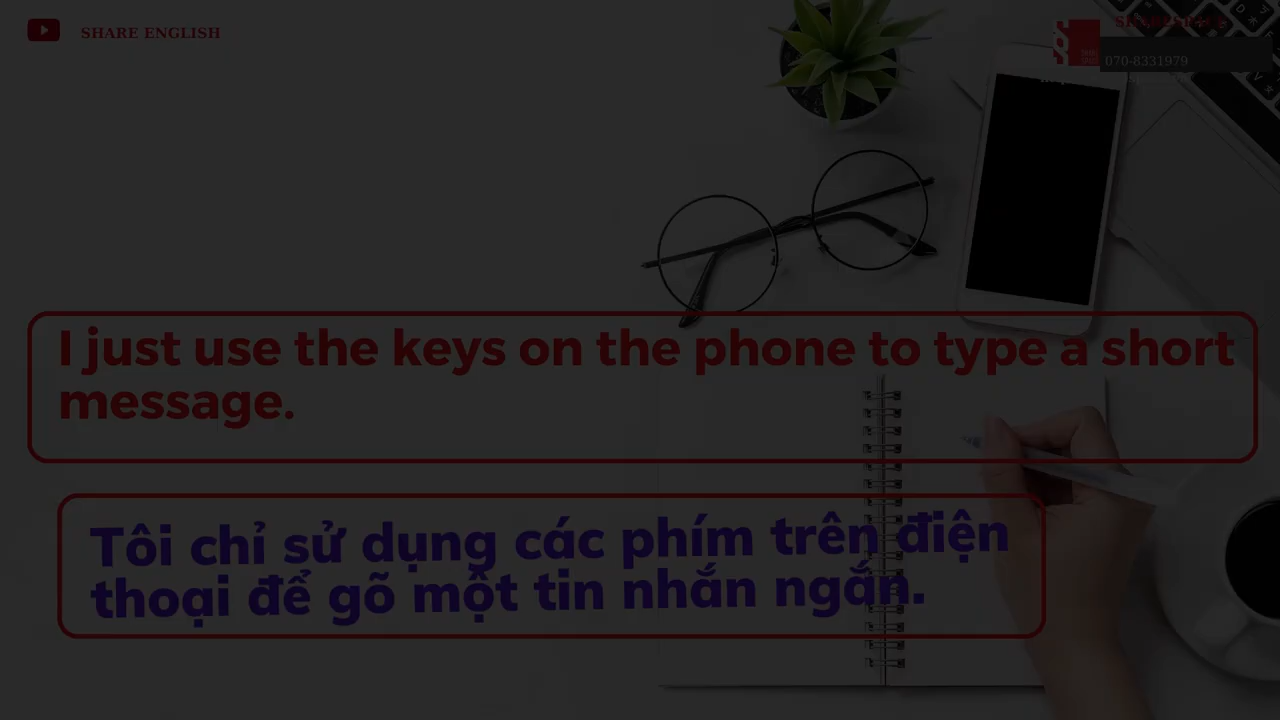 SHARE ENGLISH
070-8331979
I just use the keys on the phone to type a short
message.
Tôi chỉ sử dụng các phím trên điện
thoại để gõ một tin nhắn ngắn.